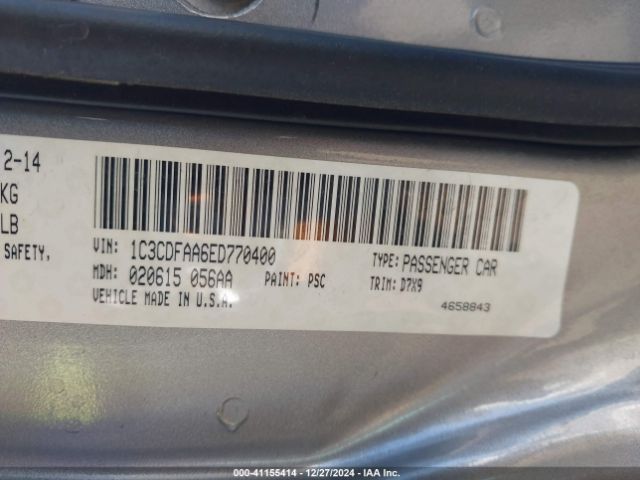 2-14
KG
LB
SAFETY,
VIN: 1C3CDFAA6ED770400
TYPE: PASSENGER CAR
MDH: 020615 056AA
PAINT: PSC
TRIM: D7X9
VEHICLE MADE IN U.S.A.
4658843
000-41155414 - 12/27/2024 - IAA Inc.